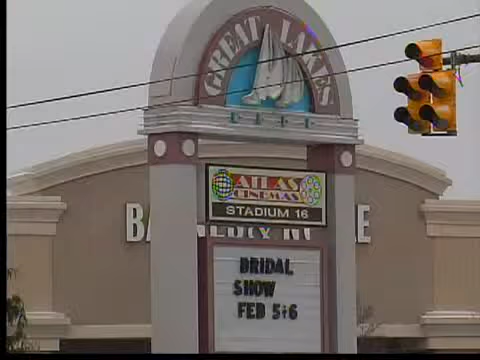 GREAT LAKES
ATLAS
CINEMAS
STADIUM 16
BRIDAL
SHOW
FEB 5&6